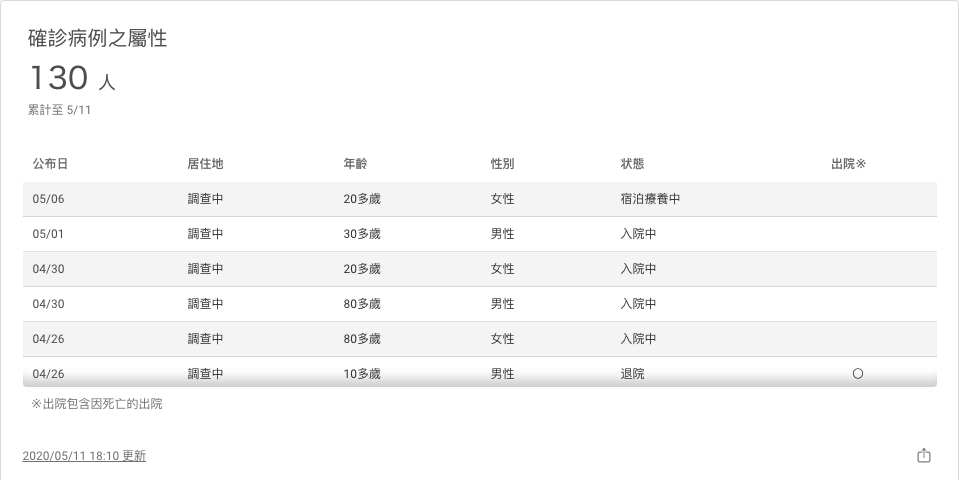 確診病例之屬性
130 人
累計至 5/11
公布日 居住地 年齡 性別 狀態 出院※
05/06 調查中 20多歲 女性 宿泊療養中
05/01 調查中 30多歲 男性 入院中
04/30 調查中 20多歲 女性 入院中
04/30 調查中 80多歲 男性 入院中
04/26 調查中 80多歲 女性 入院中
04/26 調查中 10多歲 男性 退院 〇
※出院包含因死亡的出院
2020/05/11 18:10 更新